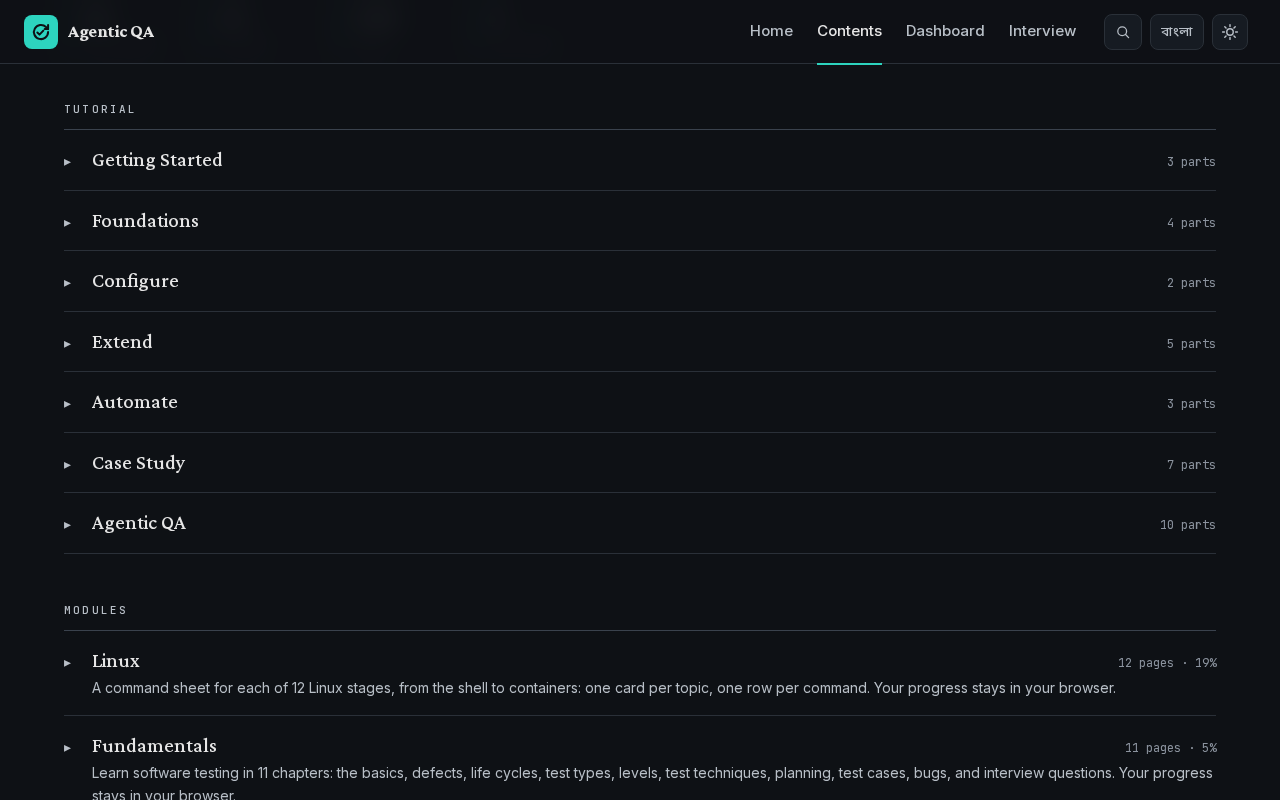 Agentic QA
Home
Contents
Dashboard
Interview
বাংলা
TUTORIAL
▸ Getting Started 3 parts
▸ Foundations 4 parts
▸ Configure 2 parts
▸ Extend 5 parts
▸ Automate 3 parts
▸ Case Study 7 parts
▸ Agentic QA 10 parts
MODULES
▸ Linux 12 pages · 19%
A command sheet for each of 12 Linux stages, from the shell to containers: one card per topic, one row per command. Your progress stays in your browser.
▸ Fundamentals 11 pages · 5%
Learn software testing in 11 chapters: the basics, defects, life cycles, test types, levels, test techniques, planning, test cases, bugs, and interview questions. Your progress
stays in your browser.